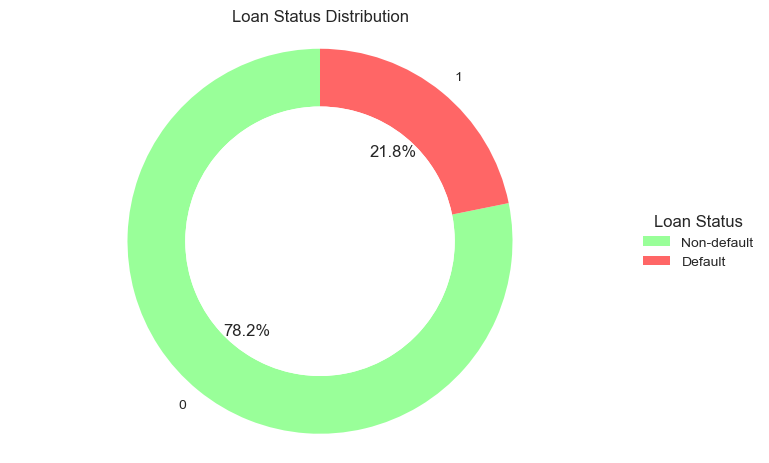 Loan Status Distribution
1
21.8%
Loan Status
Non-default
Default
78.2%
0